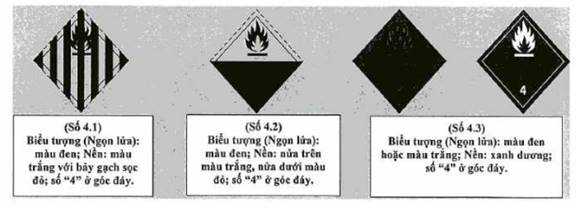 4
(Số 4.1)
Biểu tượng (Ngọn lửa):
màu đen; Nền: màu
trắng với bảy gạch sọc
đỏ; số “4” ở góc đáy.
(Số 4.2)
Biểu tượng (Ngọn lửa):
màu đen; Nền: nửa trên
màu trắng, nửa dưới màu
đỏ; số “4” ở góc đáy.
(Số 4.3)
Biểu tượng (Ngọn lửa): màu đen
hoặc màu trắng; Nền: xanh dương;
số “4” ở góc đáy.